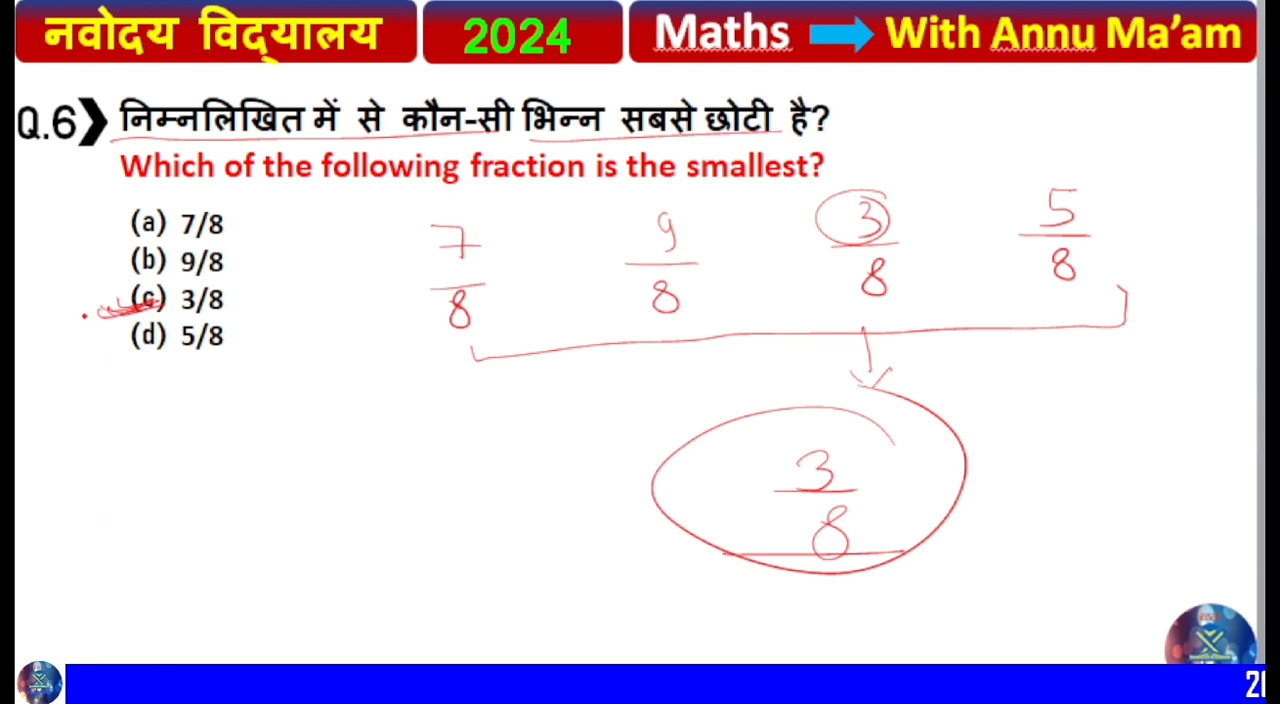 नवोदय विद्यालय 2024 Maths With Annu Ma’am
Q.6 निम्नलिखित में से कौन-सी भिन्न सबसे छोटी है?
Which of the following fraction is the smallest?
(a) 7/8
(b) 9/8
(c) 3/8
(d) 5/8
7/8 9/8 3/8 5/8
3/8